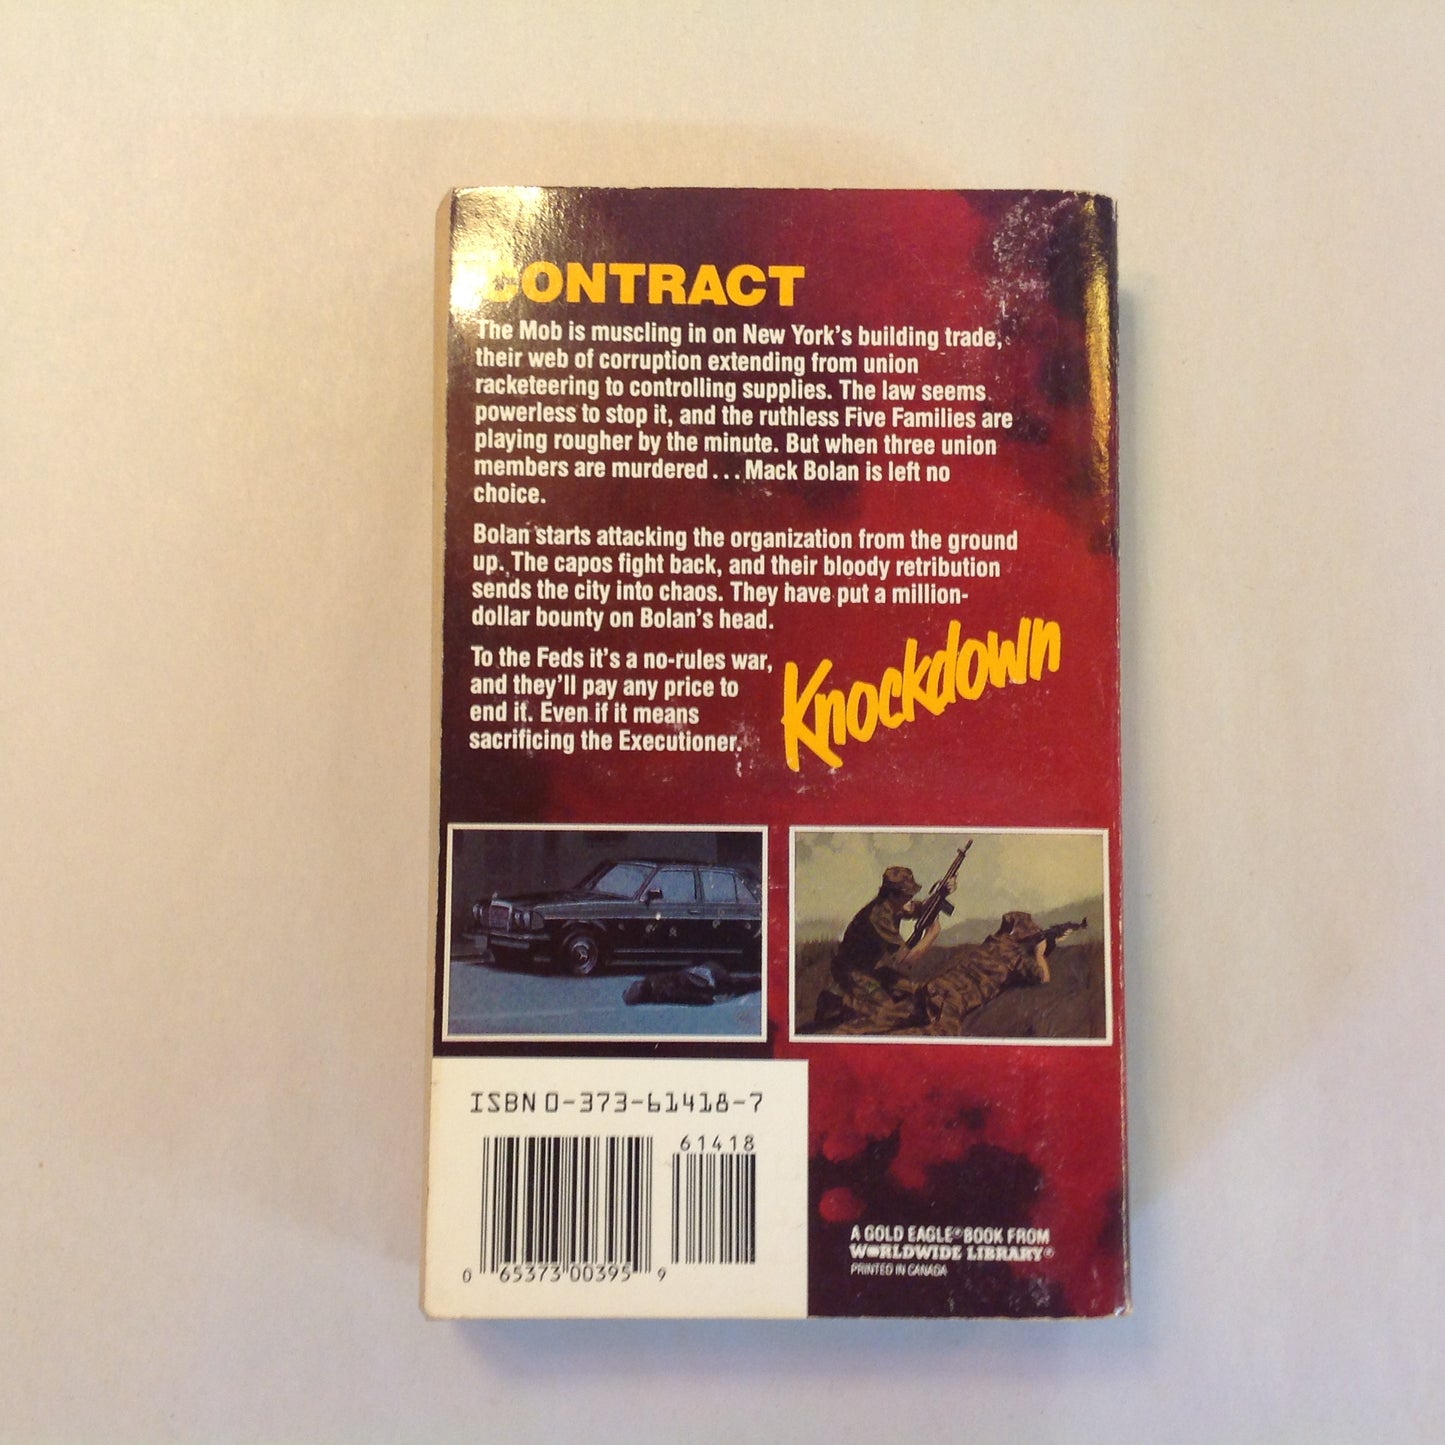 CONTRACT
The Mob is muscling in on New York's building trade,
their web of corruption extending from union
racketeering to controlling supplies. The law seems
powerless to stop it, and the ruthless Five Families are
playing rougher by the minute. But when three union
members are murdered...Mack Bolan is left no
choice.
Bolan starts attacking the organization from the ground
up. The capos fight back, and their bloody retribution
sends the city into chaos. They have put a million-
dollar bounty on Bolan's head.
To the Feds it's a no-rules war,
and they'll pay any price to
end it. Even if it means
sacrificing the Executioner.
Knockdown
ISBN 0-373-61418-7
61418
0 65373 00395 9
A GOLD EAGLE® BOOK FROM
WORLDWIDE LIBRARY®
PRINTED IN CANADA